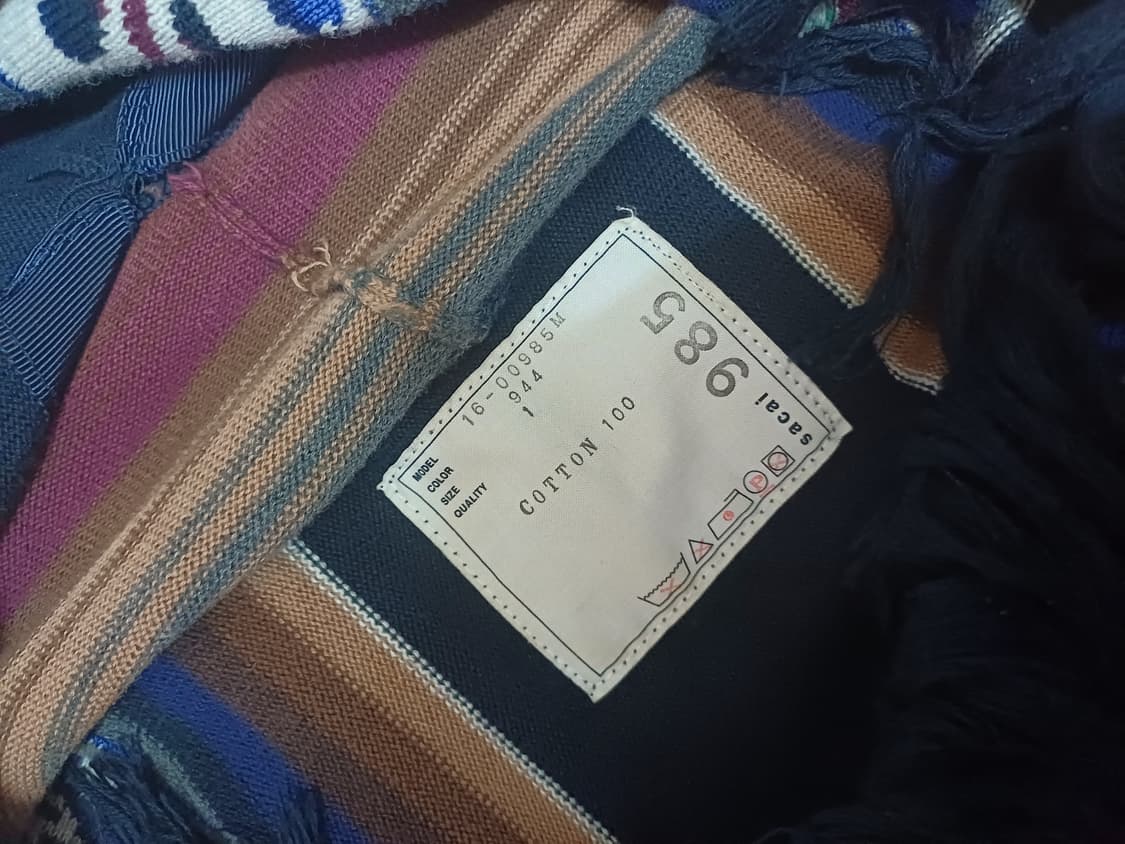 MODEL 16-00985M
COLOR 944
SIZE 1
QUALITY
COTTON 100
985
sacai
P